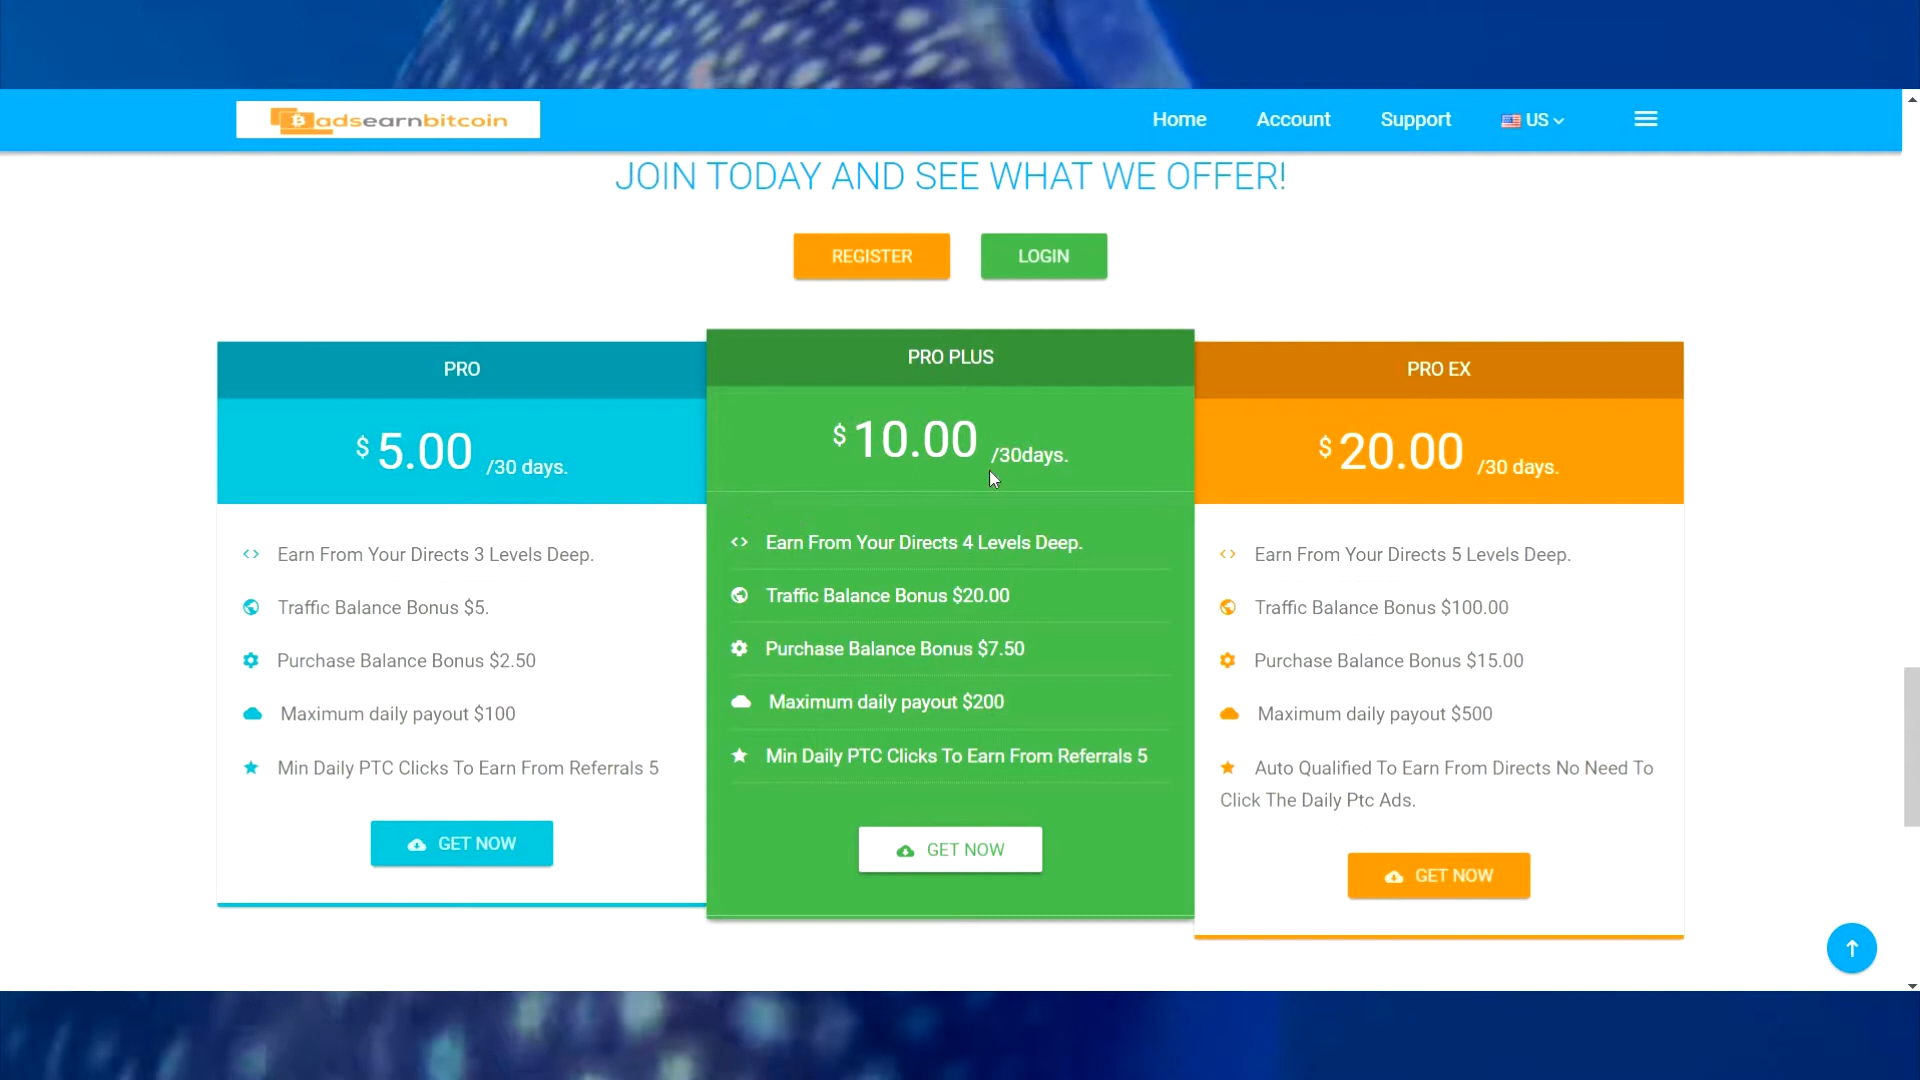 adsearnbitcoin
Home Account Support US
JOIN TODAY AND SEE WHAT WE OFFER!
REGISTER LOGIN
PRO
$ 5.00 /30 days.
Earn From Your Directs 3 Levels Deep.
Traffic Balance Bonus $5.
Purchase Balance Bonus $2.50
Maximum daily payout $100
Min Daily PTC Clicks To Earn From Referrals 5
GET NOW
PRO PLUS
$ 10.00 /30days.
Earn From Your Directs 4 Levels Deep.
Traffic Balance Bonus $20.00
Purchase Balance Bonus $7.50
Maximum daily payout $200
Min Daily PTC Clicks To Earn From Referrals 5
GET NOW
PRO EX
$ 20.00 /30 days.
Earn From Your Directs 5 Levels Deep.
Traffic Balance Bonus $100.00
Purchase Balance Bonus $15.00
Maximum daily payout $500
Auto Qualified To Earn From Directs No Need To
Click The Daily Ptc Ads.
GET NOW